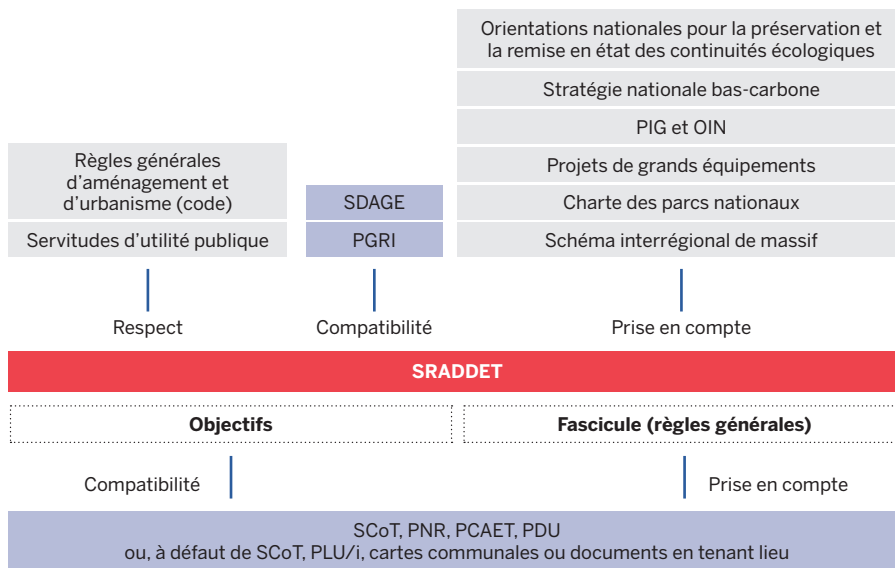 Orientations nationales pour la préservation et
la remise en état des continuités écologiques
Stratégie nationale bas-carbone
PIG et OIN
Règles générales
d'aménagement et
d'urbanisme (code)
Projets de grands équipements
SDAGE
Charte des parcs nationaux
Servitudes d'utilité publique
PGRI
Schéma interrégional de massif
Respect
Compatibilité
Prise en compte
SRADDET
Objectifs
Fascicule (règles générales)
Compatibilité
Prise en compte
SCoT, PNR, PCAET, PDU
ou, à défaut de SCoT, PLU/i, cartes communales ou documents en tenant lieu